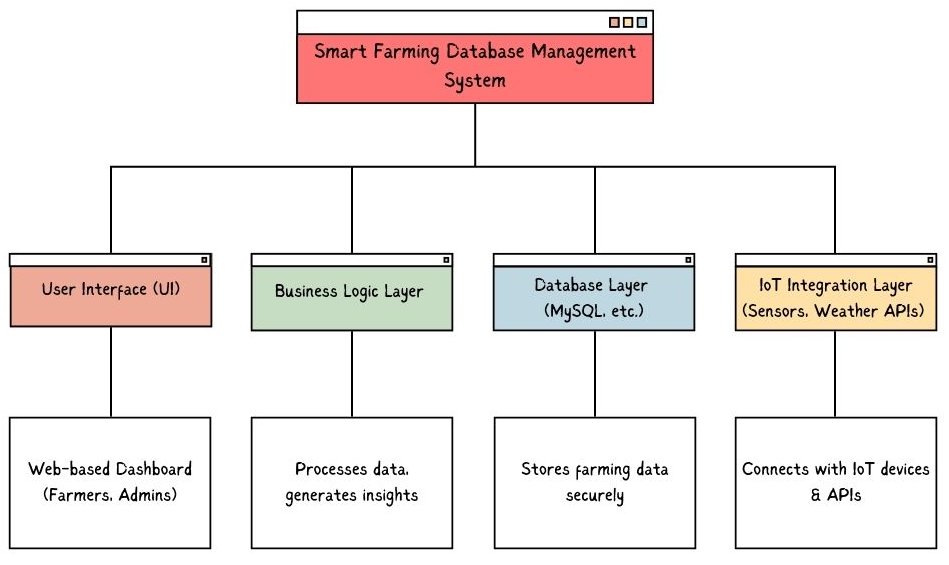 Smart Farming Database Management
System
User Interface (UI)
Business Logic Layer
Database Layer
(MySQL, etc.)
IoT Integration Layer
(Sensors, Weather APIs)
Web-based Dashboard
(Farmers, Admins)
Processes data,
generates insights
Stores farming data
securely
Connects with IoT devices
& APIs